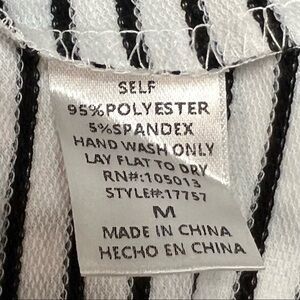 SELF
95%POLYESTER
5%SPANDEX
HAND WASH ONLY
LAY FLAT TO DRY
RN#:105013
STYLE#:17757
M
MADE IN CHINA
HECHO EN CHINA